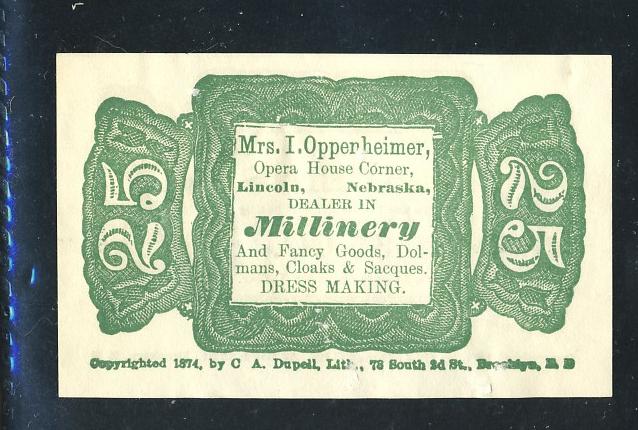 Mrs. I. Opperheimer,
Opera House Corner,
Lincoln, Nebraska,
DEALER IN
Millinery
And Fancy Goods, Dol-
mans, Cloaks & Sacques.
DRESS MAKING.
25
25
Copyrighted 1874, by C A. Dupell, Lith., 78 South 2d St., Brooklyn, E. D